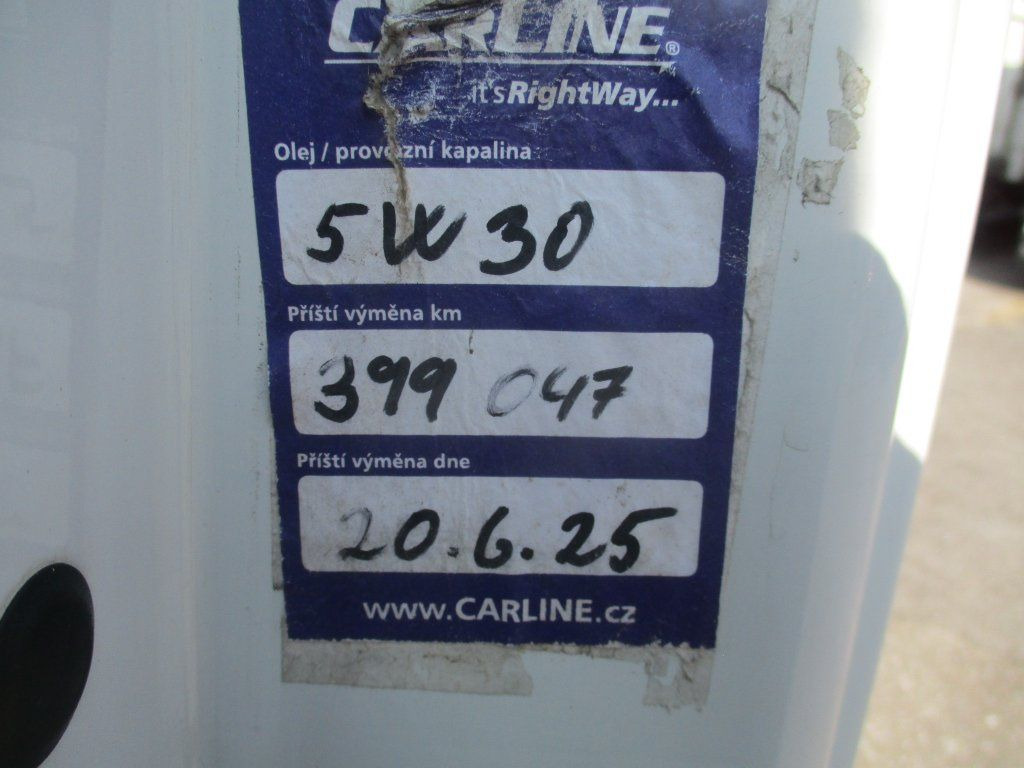 CARLINE®
it's RightWay...
Olej / provozní kapalina
5W30
Příští výměna km
399 047
Příští výměna dne
20.6.25
www.CARLINE.cz